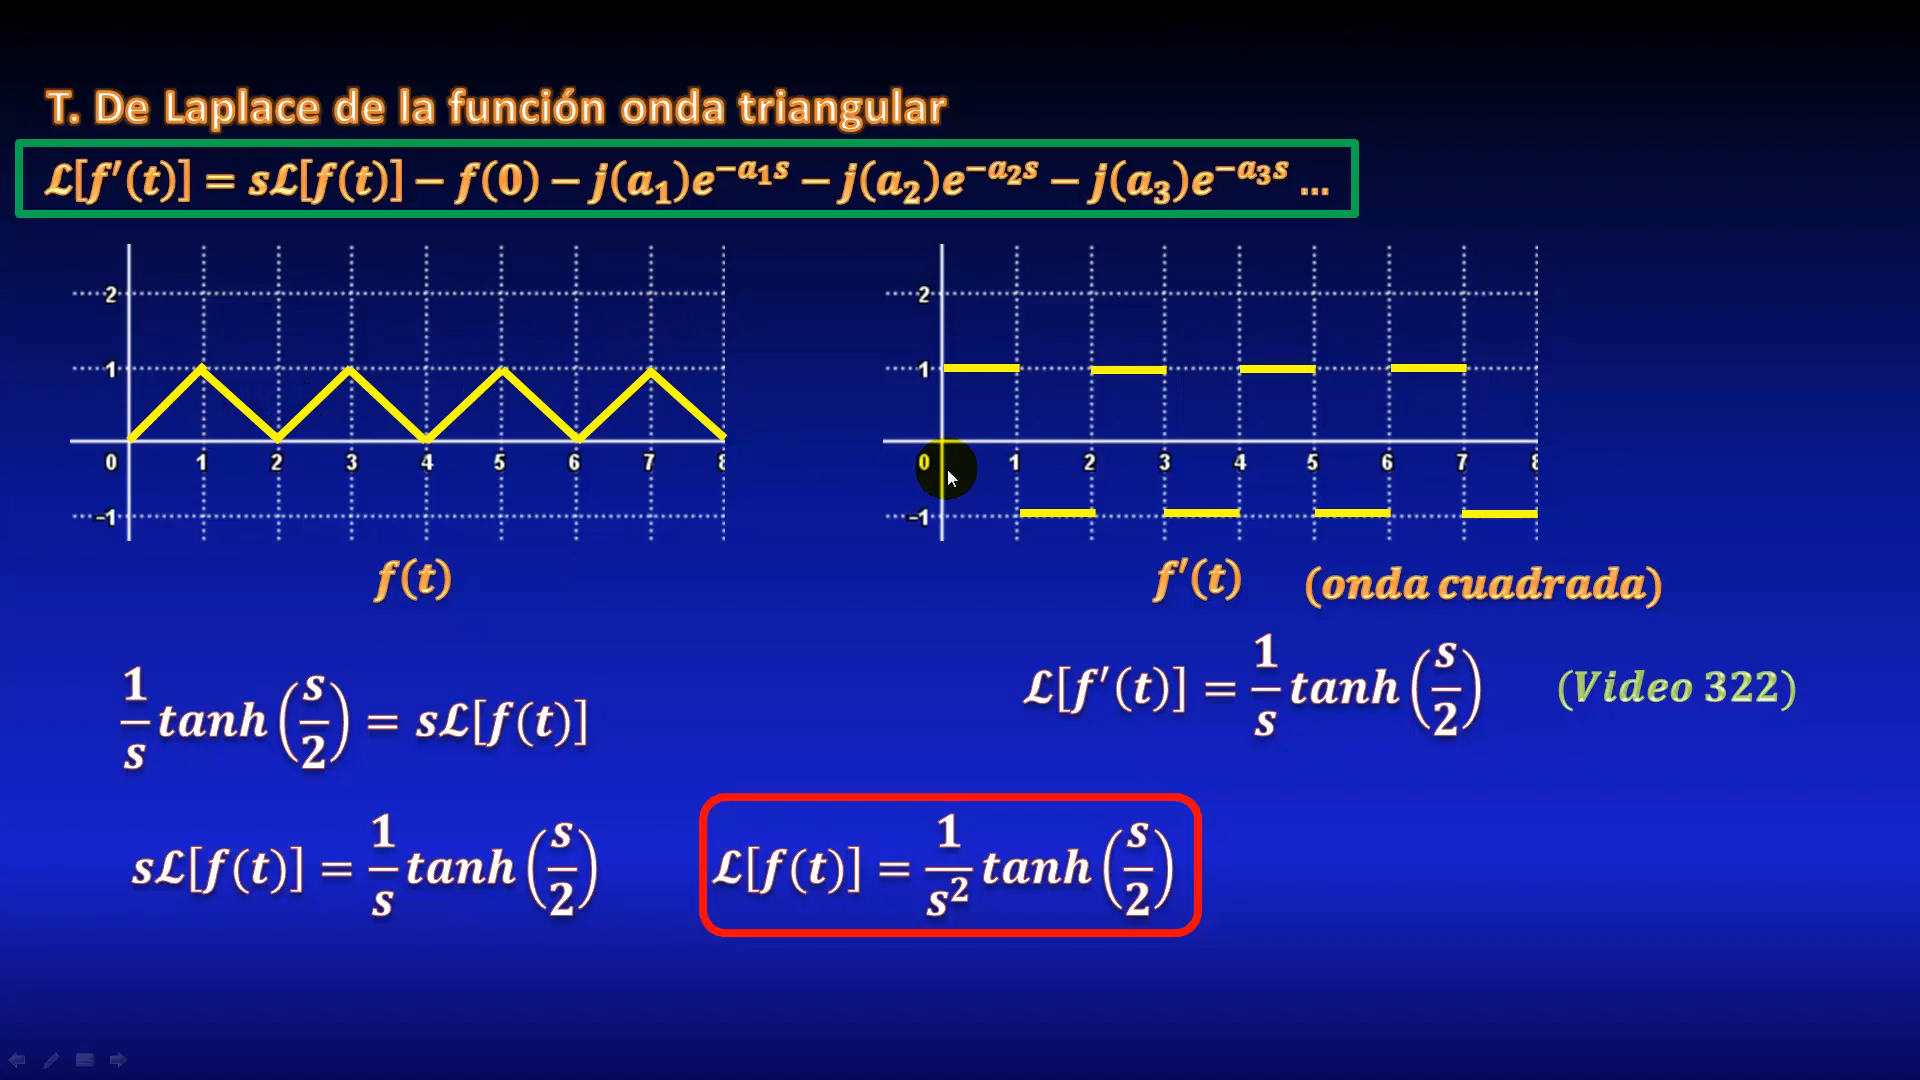 T. De Laplace de la función onda triangular
ℒ[f′(t)] = sℒ[f(t)] − f(0) − j(a₁)e^{−a₁s} − j(a₂)e^{−a₂s} − j(a₃)e^{−a₃s} ...
2
1
0 1 2 3 4 5 6 7 8
−1
f(t)
2
1
0 1 2 3 4 5 6 7 8
−1
f′(t) (onda cuadrada)
1/s tanh(s/2) = sℒ[f(t)]
ℒ[f′(t)] = 1/s tanh(s/2) (Video 322)
sℒ[f(t)] = 1/s tanh(s/2)
ℒ[f(t)] = 1/s² tanh(s/2)